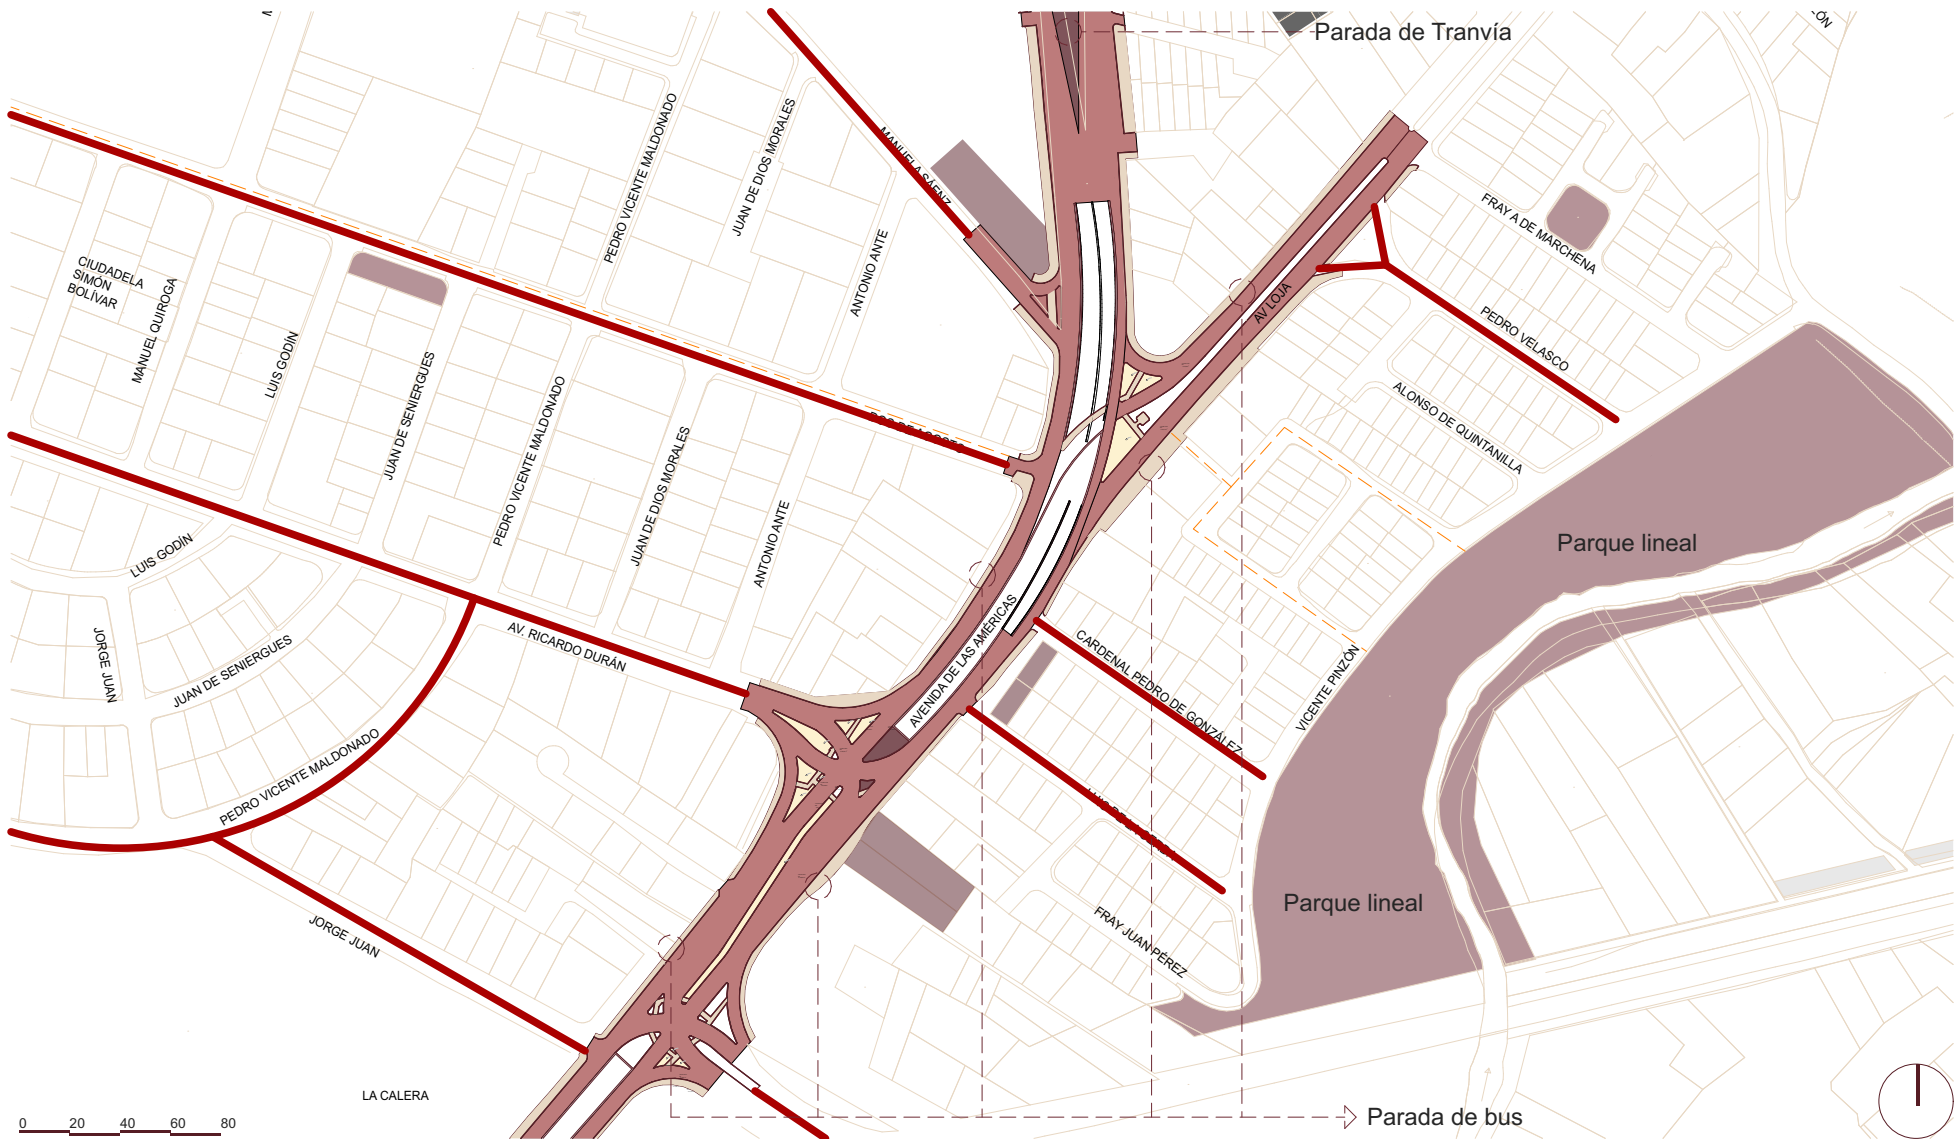 Parada de Tranvía
PEDRO VICENTE MALDONADO
JUAN DE DIOS MORALES
MANUELA SÁENZ
ANTONIO ANTE
FRAY A DE MARCHENA
CIUDADELA
SIMÓN
BOLÍVAR
MANUEL QUIROGA
LUIS GODÍN
JUAN DE SENIERGUES
PEDRO VICENTE MALDONADO
JUAN DE DIOS MORALES
ANTONIO ANTE
AV LOJA
PEDRO VELASCO
ALONSO DE QUINTANILLA
Parque lineal
LUIS GODÍN
JORGE JUAN
JUAN DE SENIERGUES
AV. RICARDO DURÁN
AVENIDA DE LAS AMÉRICAS
CARDENAL PEDRO DE GONZÁLEZ
VICENTE PINZÓN
PEDRO VICENTE MALDONADO
Parque lineal
JORGE JUAN
FRAY JUAN PÉREZ
LA CALERA
0 20 40 60 80
Parada de bus